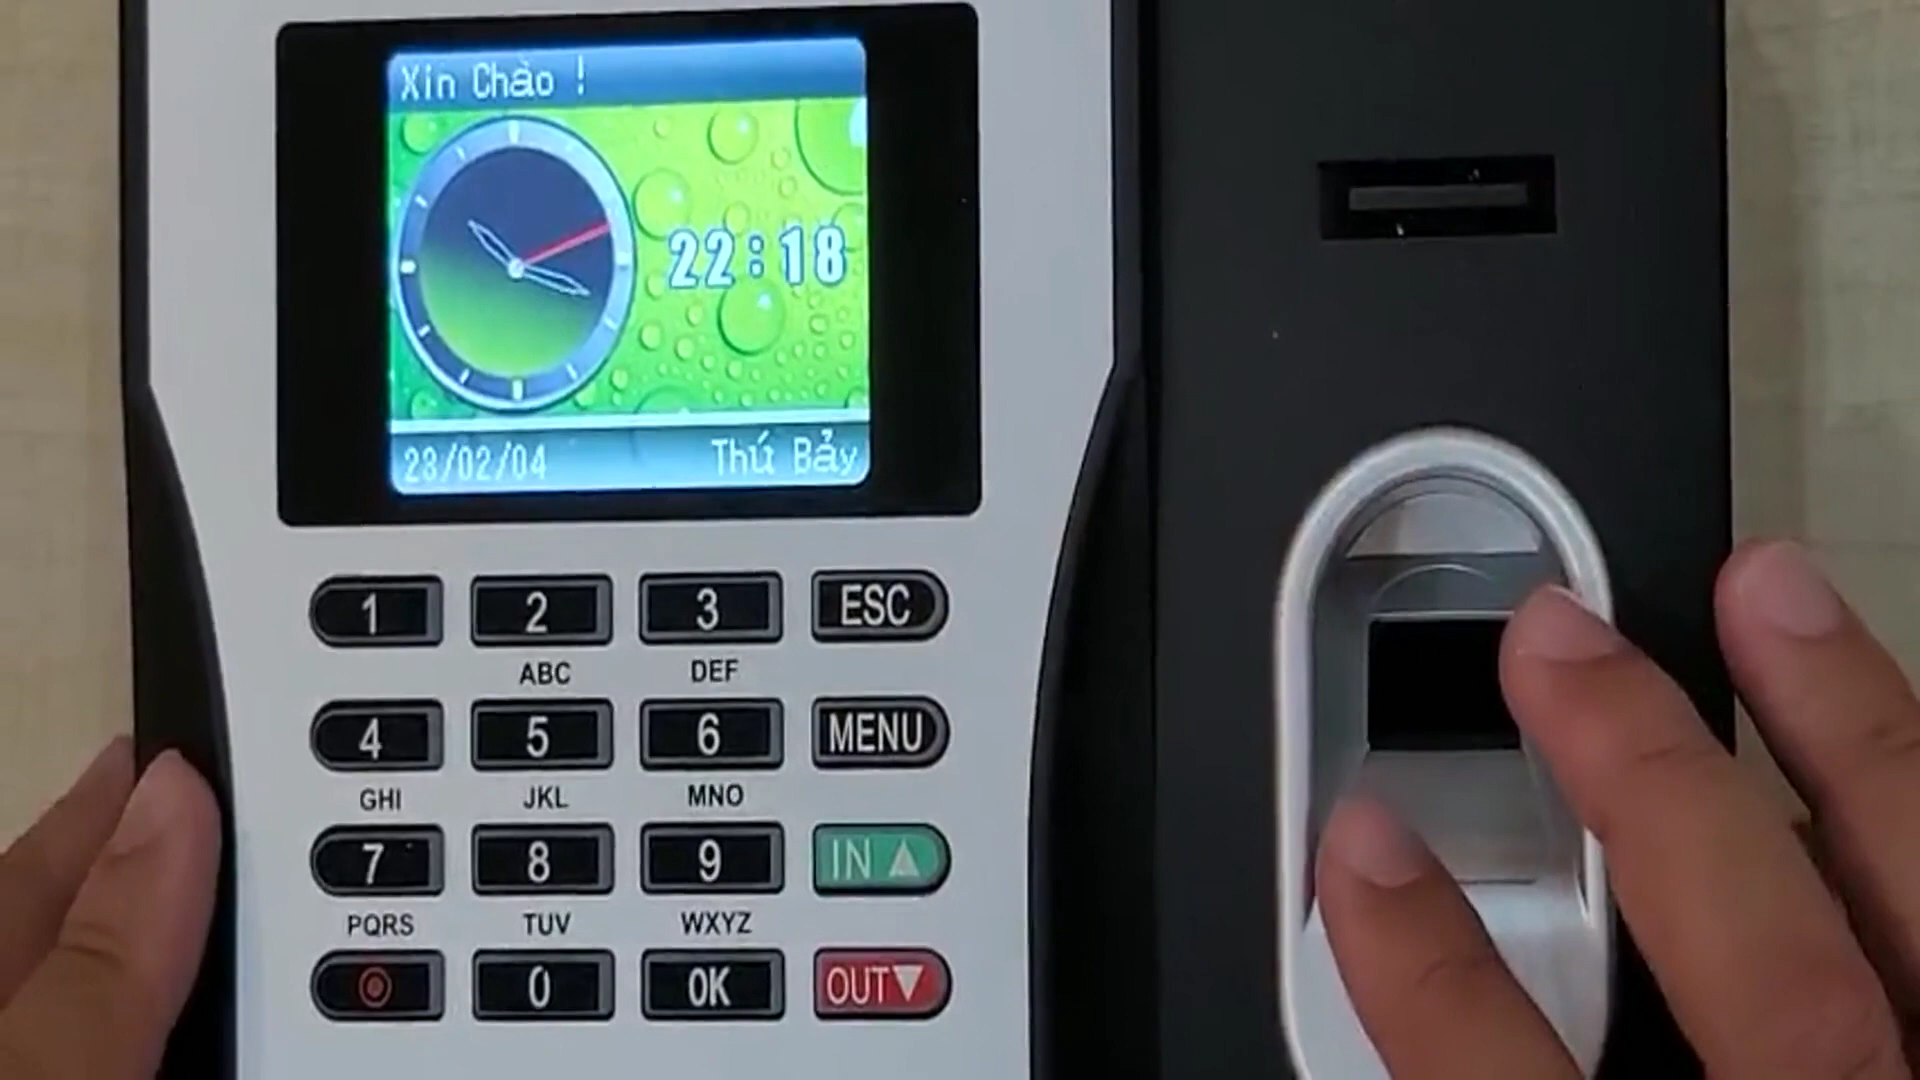 Xin Chào !
22:18
23/02/04 Thứ Bảy
1 2 3 ESC
ABC DEF
4 5 6 MENU
GHI JKL MNO
7 8 9 IN▲
PQRS TUV WXYZ
0 OK OUT▼